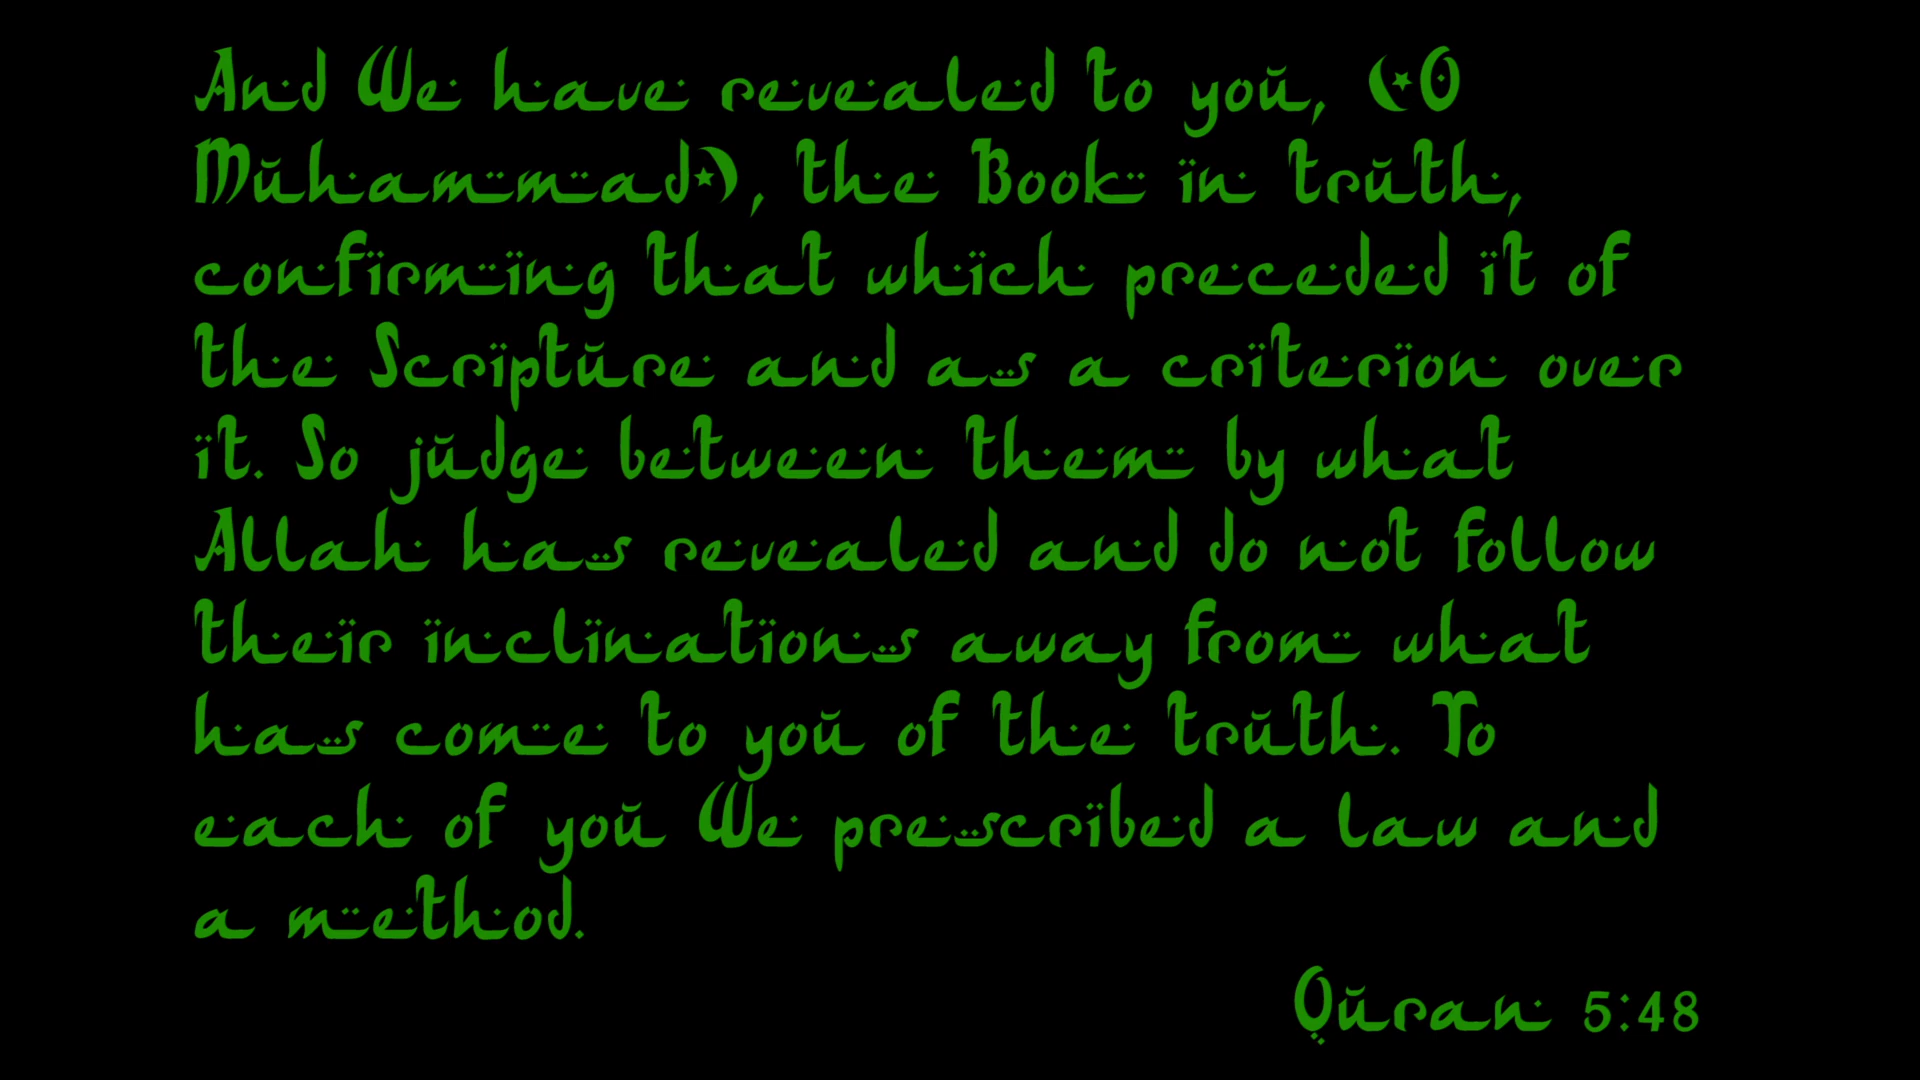 And We have revealed to you, (O
Muhammad), the Book in truth,
confirming that which preceded it of
the Scripture and as a criterion over
it. So judge between them by what
Allah has revealed and do not follow
their inclinations away from what
has come to you of the truth. To
each of you We prescribed a law and
a method.
Quran 5:48